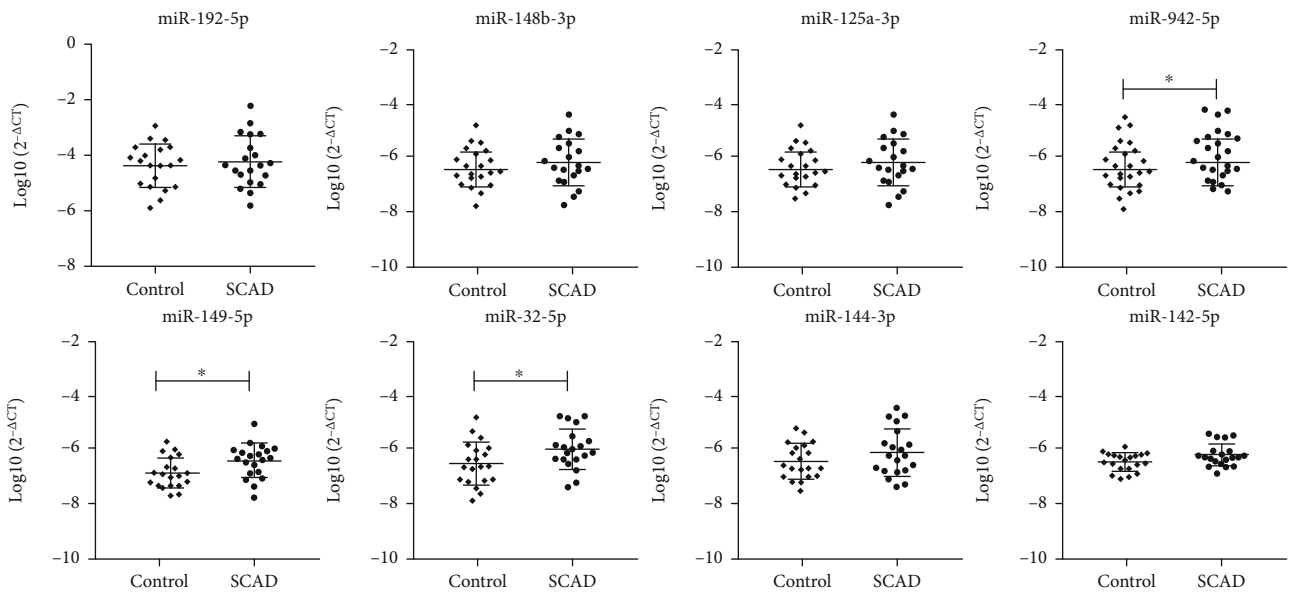 miR-192-5p
0
−2
−4
−6
−8
Log10 (2−ΔCT)
Control
SCAD
miR-148b-3p
−2
−4
−6
−8
−10
Log10 (2−ΔCT)
Control
SCAD
miR-125a-3p
−2
−4
−6
−8
−10
Log10 (2−ΔCT)
Control
SCAD
miR-942-5p
−2
−4
−6
−8
−10
Log10 (2−ΔCT)
*
Control
SCAD
miR-149-5p
−2
−4
−6
−8
−10
Log10 (2−ΔCT)
*
Control
SCAD
miR-32-5p
−2
−4
−6
−8
−10
Log10 (2−ΔCT)
*
Control
SCAD
miR-144-3p
−2
−4
−6
−8
−10
Log10 (2−ΔCT)
Control
SCAD
miR-142-5p
−2
−4
−6
−8
−10
Log10 (2−ΔCT)
Control
SCAD